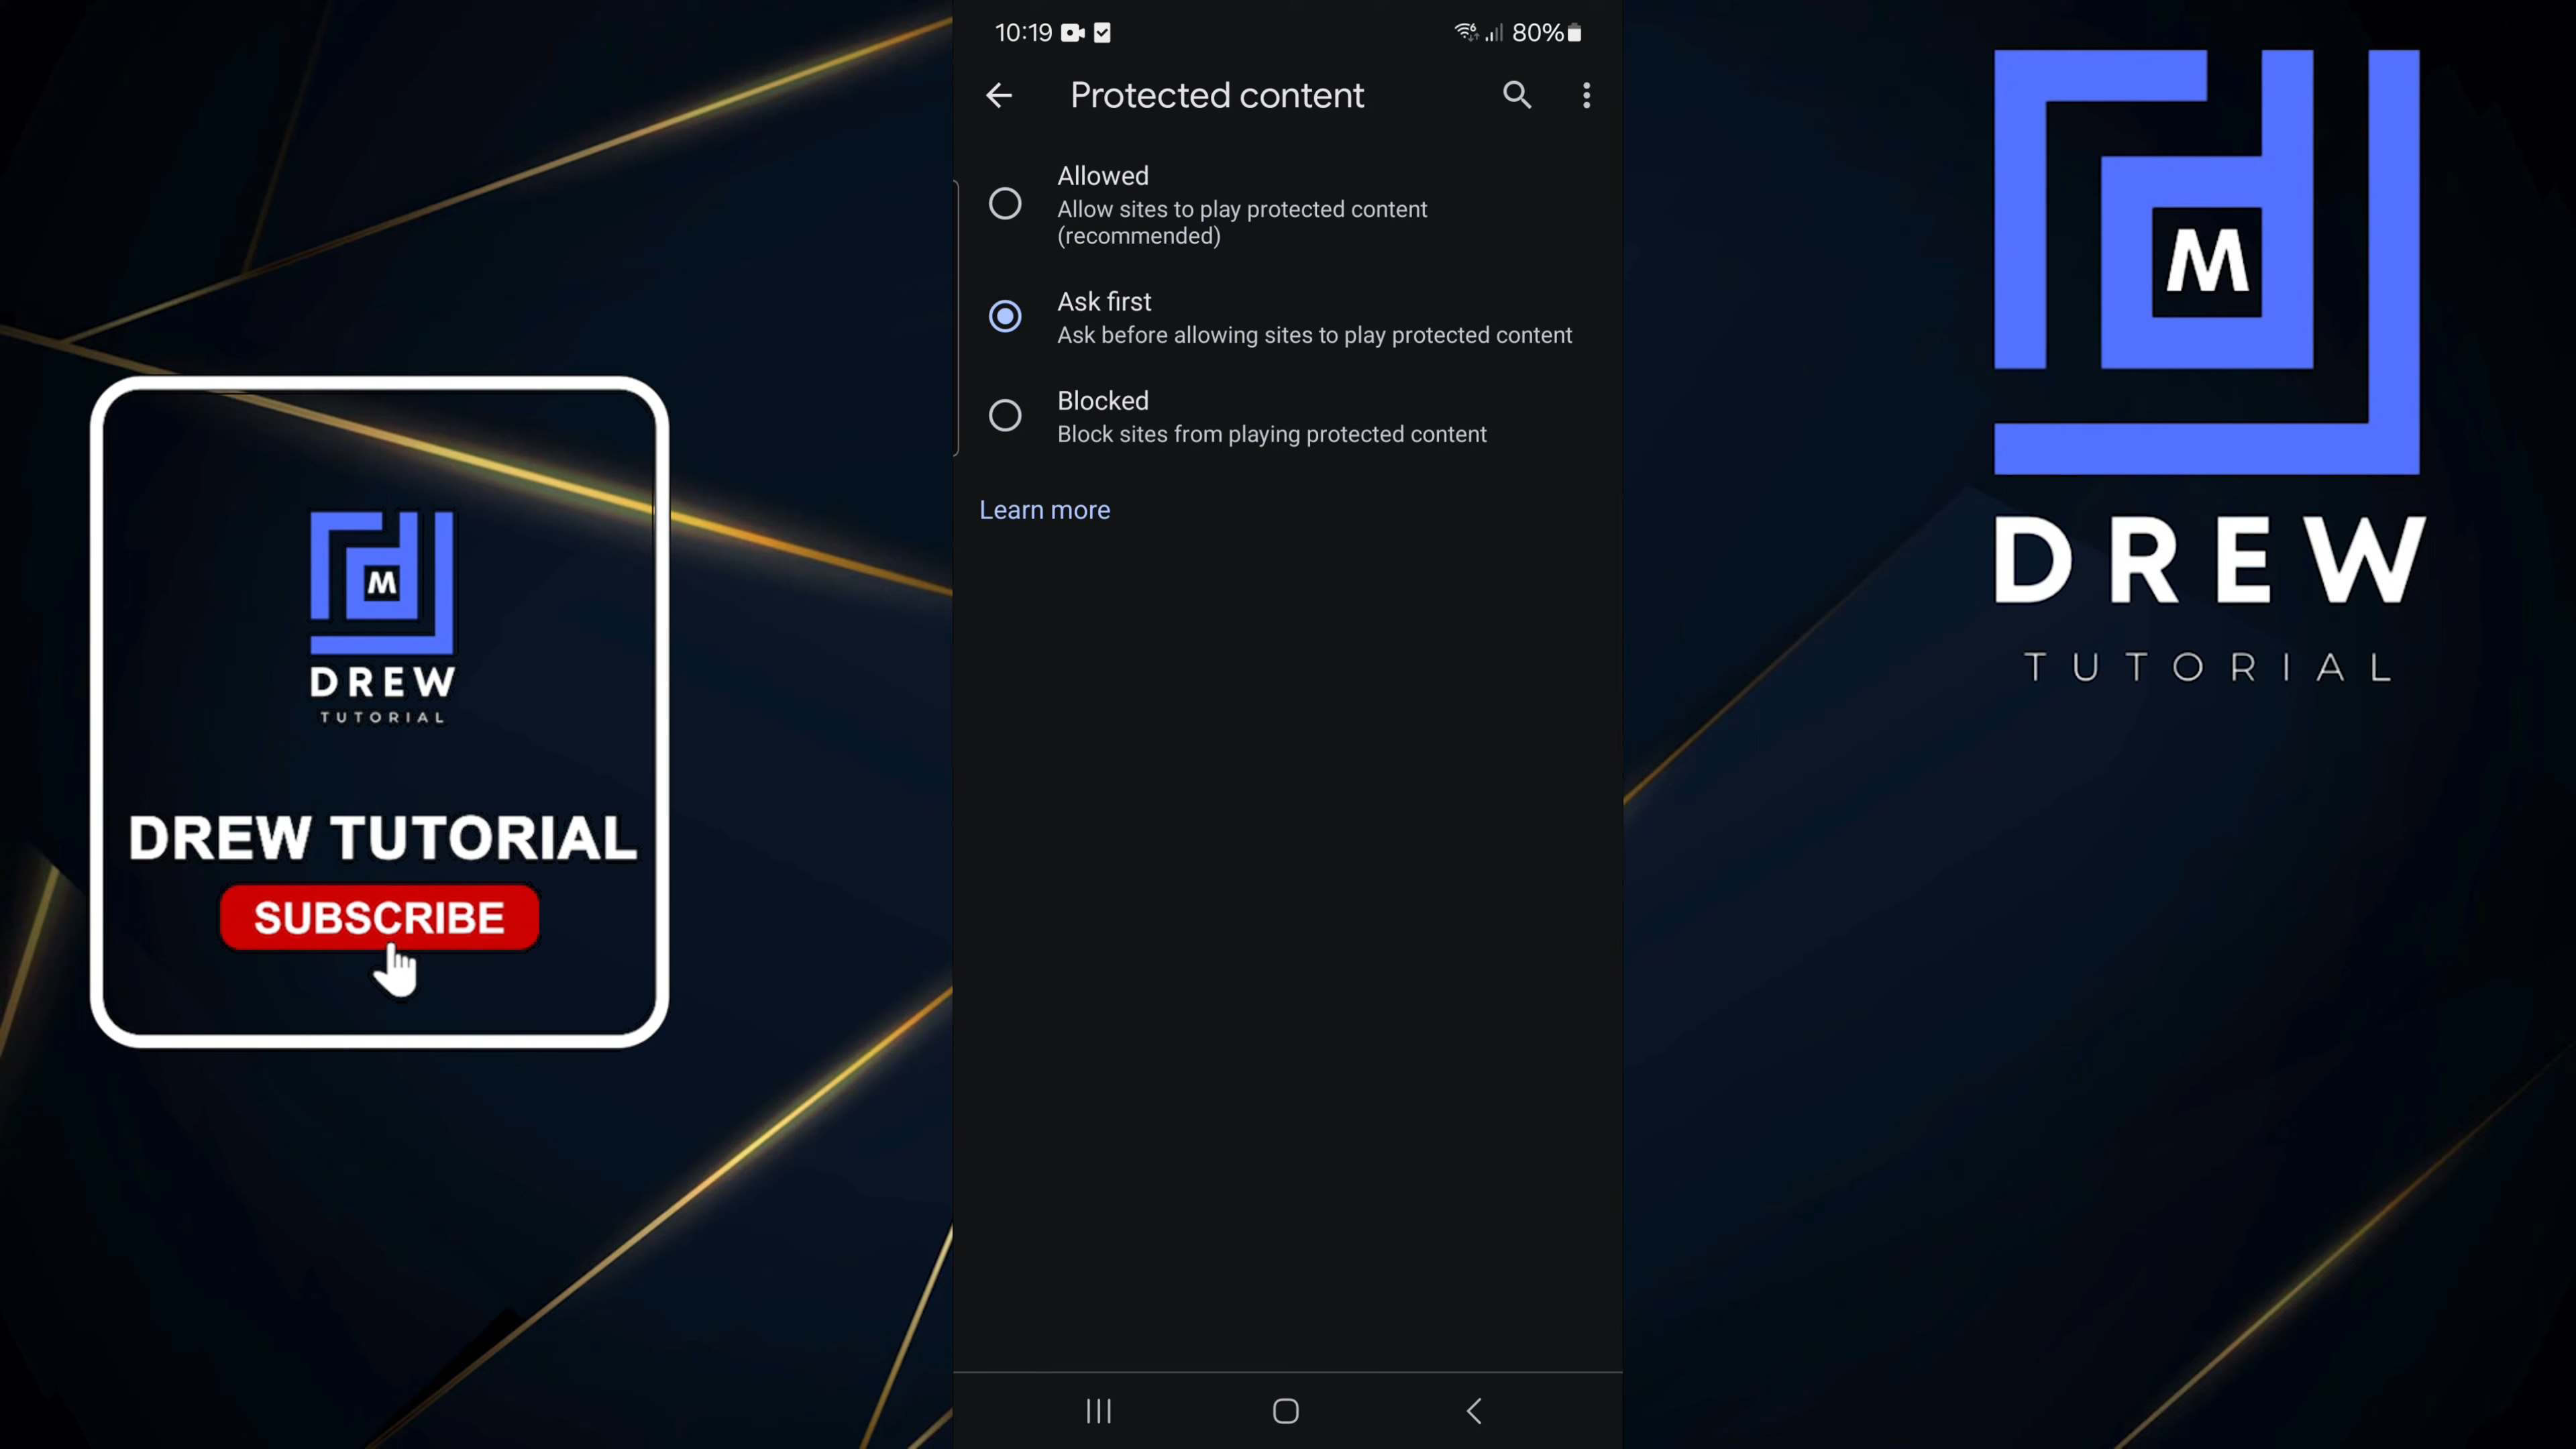 10:19
80%
Protected content
Allowed
Allow sites to play protected content
(recommended)
Ask first
Ask before allowing sites to play protected content
Blocked
Block sites from playing protected content
Learn more
M
DREW
TUTORIAL
DREW TUTORIAL
SUBSCRIBE
M
DREW
TUTORIAL